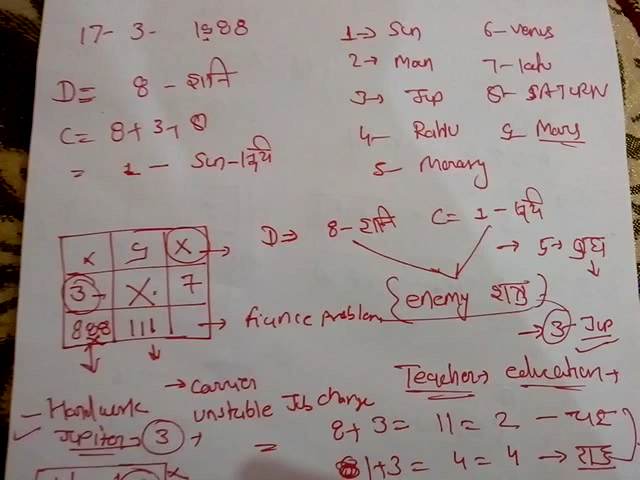 17- 3- 1988
D= 8 - शनि
C= 8+3+8
= 1 - Sun - सूर्य
1→ Sun 6- venus
2→ Moon 7- ketu
3→ Jup 8- SATURN
4- Rahu 9- Mars
5- Merary
x 9 x
3 x 7
888 111
D⇒ 8-शनि C= 1 - सूर्य
{enemy शत्रु}
→ 5→ बुध
→ 3- Jup
→ fiance problem
Teacher→ education→
- Hardwork
Jupiter→ 3→
→ carrier
unstable Job change
8+3= 11= 2 - चंद्र
= 1+3= 4= 4 → राहु